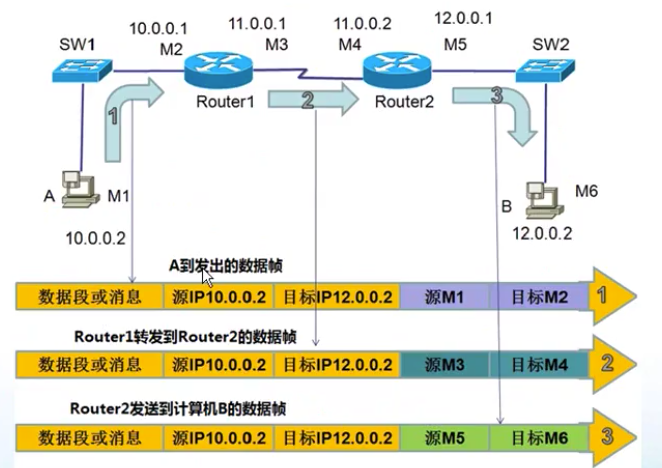 10.0.0.1
11.0.0.1
11.0.0.2
12.0.0.1
SW1
M2
M3
M4
M5
SW2
Router1
Router2
1
2
3
A
M1
B
M6
10.0.0.2
12.0.0.2
A到发出的数据帧
数据段或消息 源IP10.0.0.2 目标IP12.0.0.2 源M1 目标M2 1
Router1转发到Router2的数据帧
数据段或消息 源IP10.0.0.2 目标IP12.0.0.2 源M3 目标M4 2
Router2发送到计算机B的数据帧
数据段或消息 源IP10.0.0.2 目标IP12.0.0.2 源M5 目标M6 3